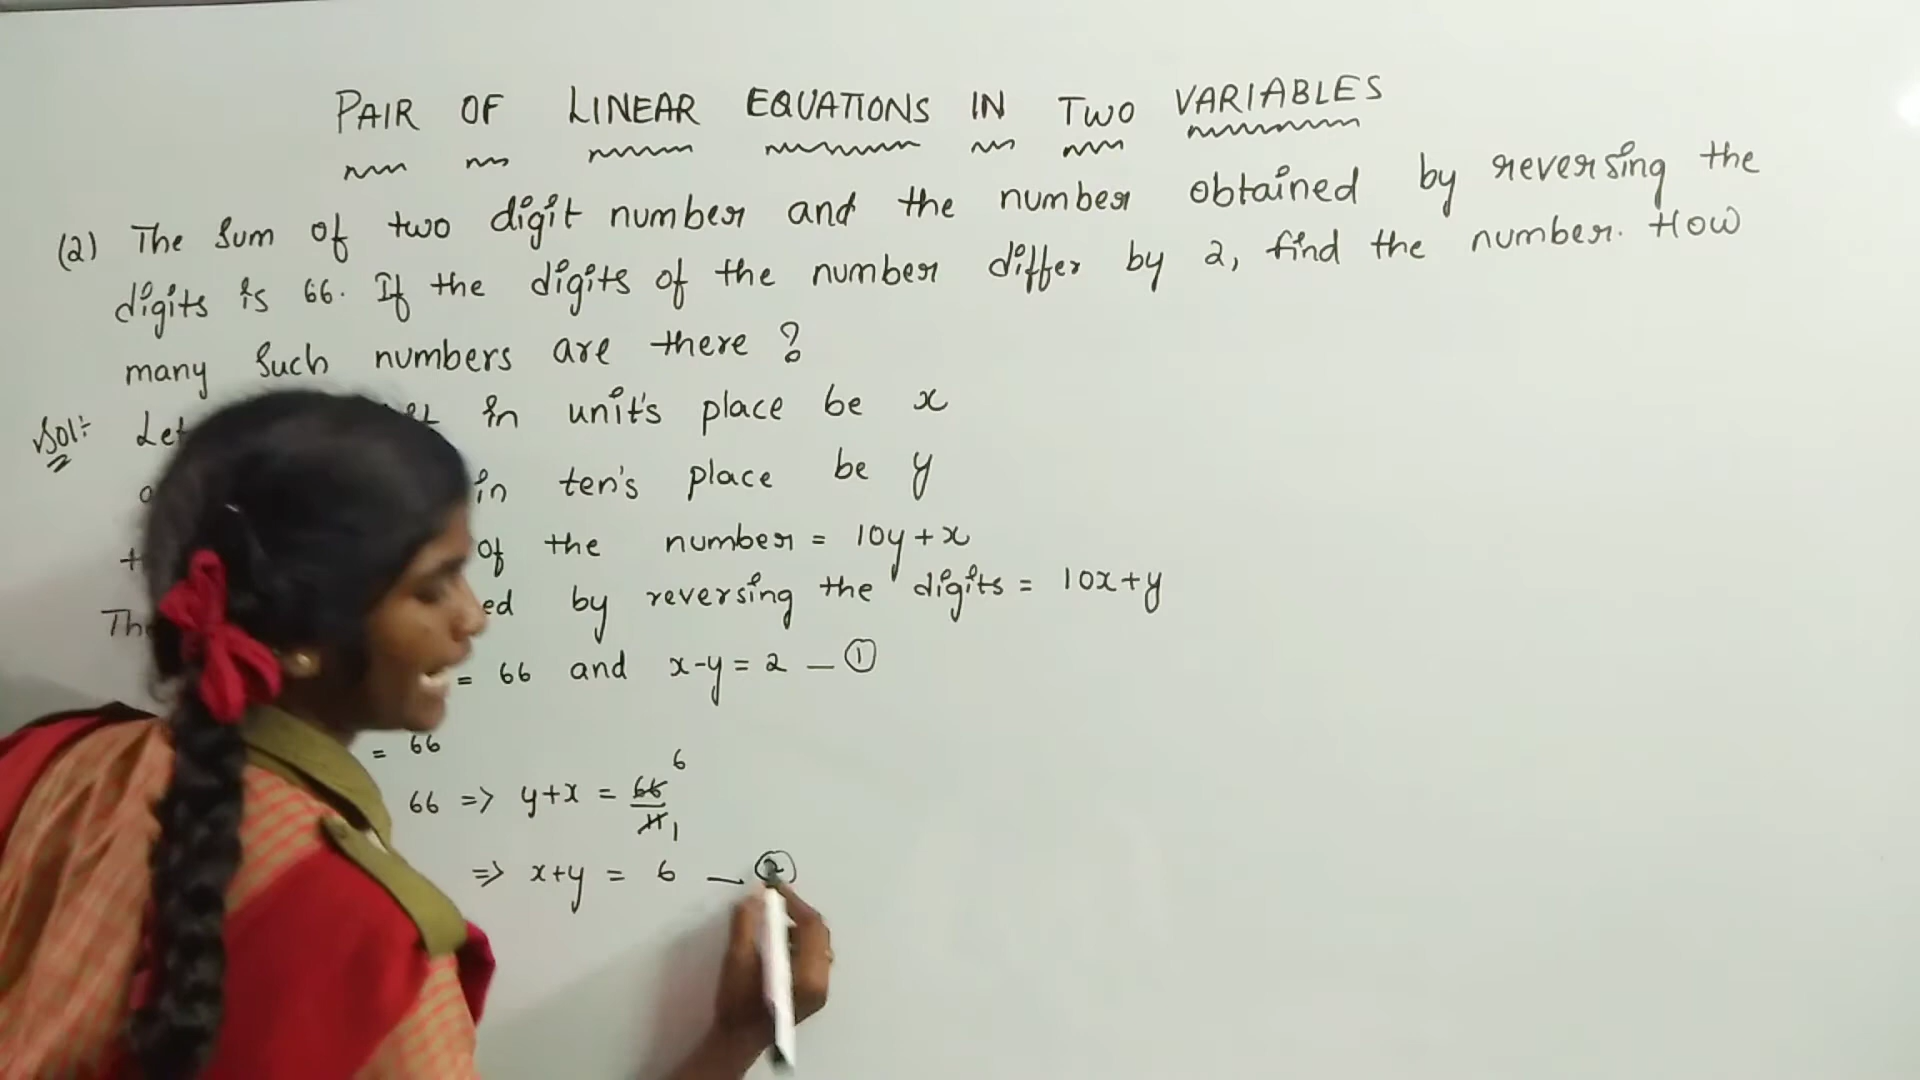 PAIR OF LINEAR EQUATIONS IN TWO VARIABLES
(2) The Sum of two digit number and the number obtained by reversing the
digits is 66. If the digits of the number differ by 2, find the number. How
many Such numbers are there ?
Sol:- Let in unit's place be x
in ten's place be y
of the number = 10y+x
The ed by reversing the digits = 10x+y
= 66 and x-y = 2 — ①
= 66
66 => y+x = 66/11 6 1
=> x+y = 6 — ②